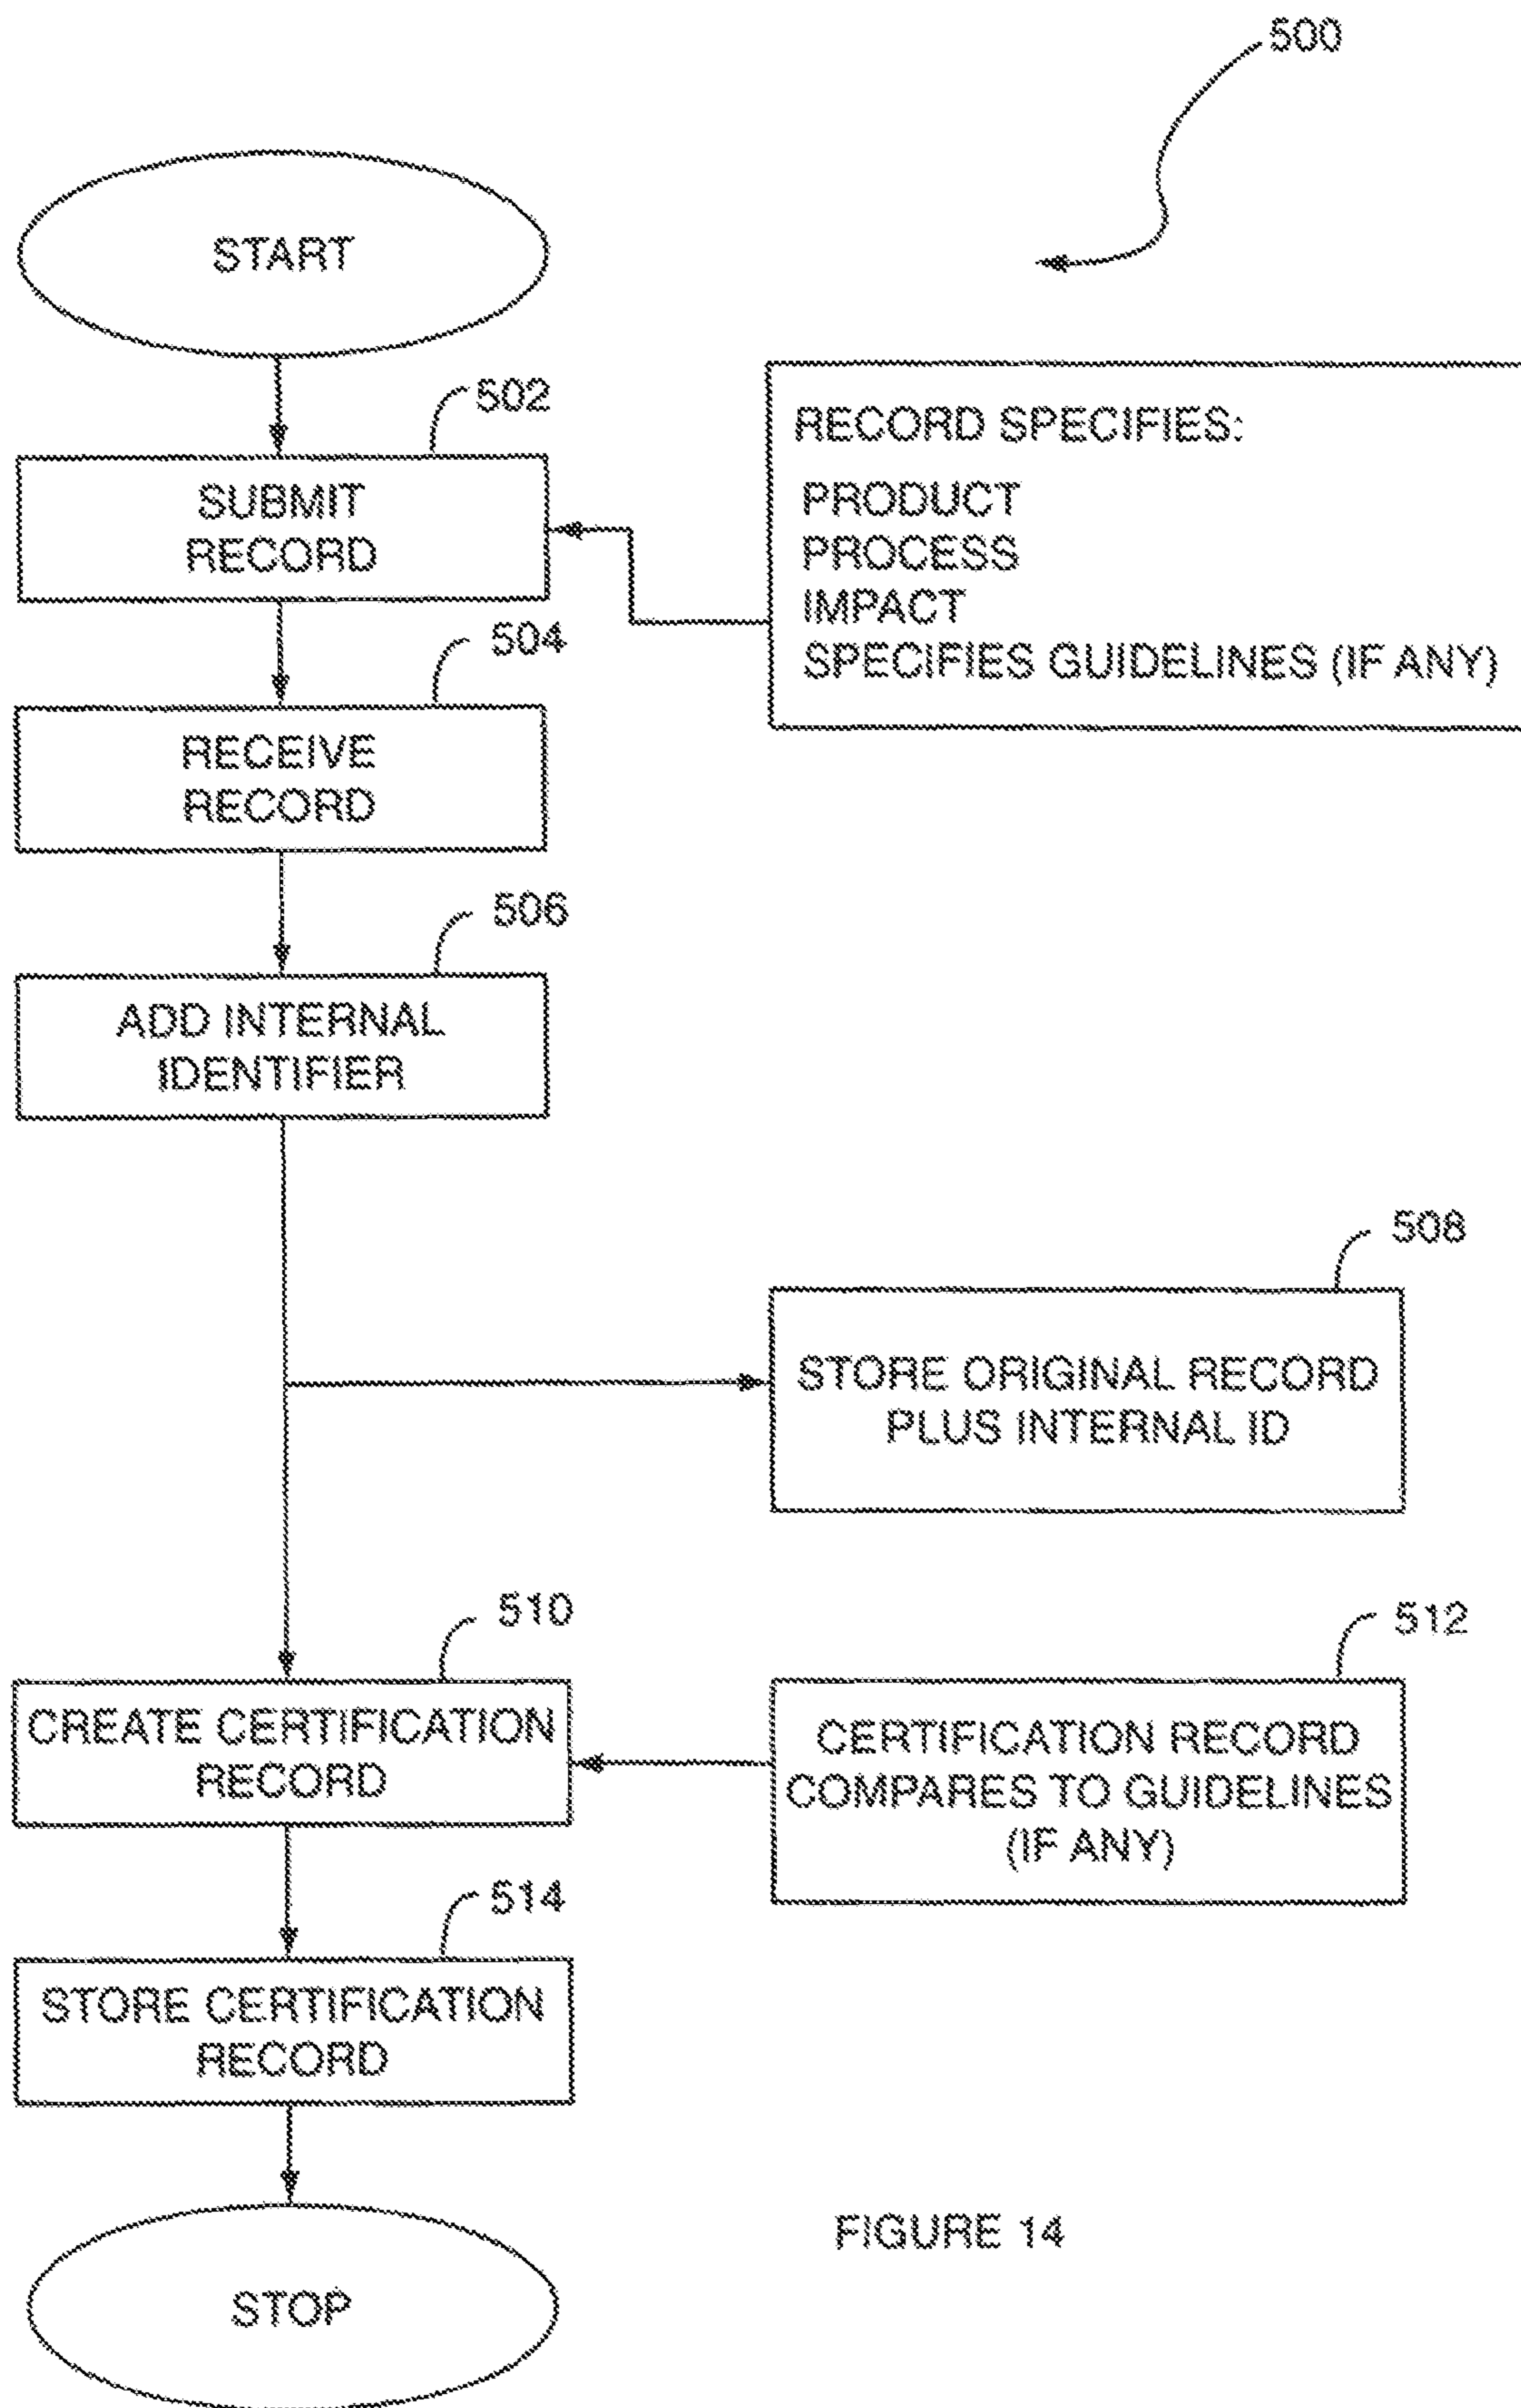 500
START
502
SUBMIT
RECORD
RECORD SPECIFIES:
PRODUCT
PROCESS
IMPACT
SPECIFIES GUIDELINES (IF ANY)
504
RECEIVE
RECORD
506
ADD INTERNAL
IDENTIFIER
508
STORE ORIGINAL RECORD
PLUS INTERNAL ID
510
CREATE CERTIFICATION
RECORD
512
CERTIFICATION RECORD
COMPARES TO GUIDELINES
(IF ANY)
514
STORE CERTIFICATION
RECORD
STOP
FIGURE 14